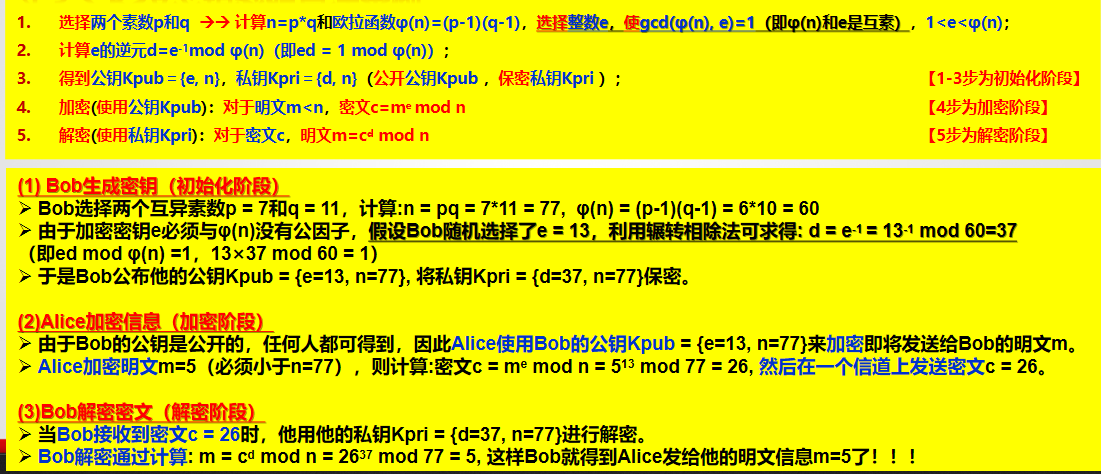 1. 选择两个素数p和q →→ 计算n=p*q和欧拉函数φ(n)=(p-1)(q-1)，选择整数e，使gcd(φ(n), e)=1（即φ(n)和e是互素），1<e<φ(n);
2. 计算e的逆元d=e⁻¹mod φ(n)（即ed = 1 mod φ(n)）;
3. 得到公钥Kpub={e, n}，私钥Kpri={d, n}（公开公钥Kpub ，保密私钥Kpri ）; 【1-3步为初始化阶段】
4. 加密(使用公钥Kpub)：对于明文m<n，密文c=mᵉ mod n 【4步为加密阶段】
5. 解密(使用私钥Kpri)：对于密文c，明文m=cᵈ mod n 【5步为解密阶段】
(1) Bob生成密钥（初始化阶段）
➢ Bob选择两个互异素数p = 7和q = 11，计算:n = pq = 7*11 = 77, φ(n) = (p-1)(q-1) = 6*10 = 60
➢ 由于加密密钥e必须与φ(n)没有公因子，假设Bob随机选择了e = 13，利用辗转相除法可求得: d = e⁻¹ = 13⁻¹ mod 60=37
（即ed mod φ(n) =1，13×37 mod 60 = 1）
➢ 于是Bob公布他的公钥Kpub = {e=13, n=77}, 将私钥Kpri = {d=37, n=77}保密。
(2)Alice加密信息（加密阶段）
➢ 由于Bob的公钥是公开的，任何人都可得到，因此Alice使用Bob的公钥Kpub = {e=13, n=77}来加密即将发送给Bob的明文m。
➢ Alice加密明文m=5（必须小于n=77），则计算:密文c = mᵉ mod n = 5¹³ mod 77 = 26, 然后在一个信道上发送密文c = 26。
(3)Bob解密密文（解密阶段）
➢ 当Bob接收到密文c = 26时，他用他的私钥Kpri = {d=37, n=77}进行解密。
➢ Bob解密通过计算: m = cᵈ mod n = 26³⁷ mod 77 = 5, 这样Bob就得到Alice发给他的明文信息m=5了！！！